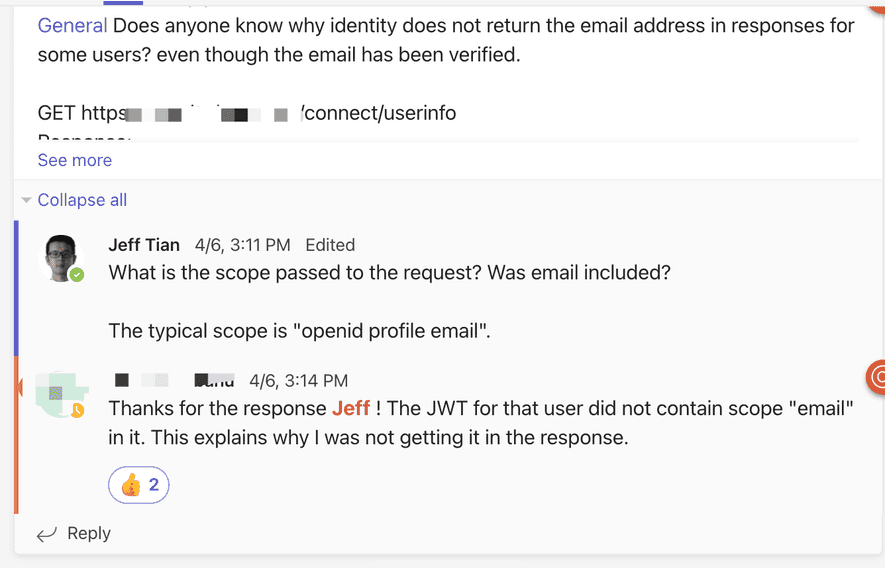 General Does anyone know why identity does not return the email address in responses for
some users? even though the email has been verified.
GET https /connect/userinfo
See more
Collapse all
Jeff Tian 4/6, 3:11 PM Edited
What is the scope passed to the request? Was email included?
The typical scope is "openid profile email".
4/6, 3:14 PM
Thanks for the response Jeff ! The JWT for that user did not contain scope "email"
in it. This explains why I was not getting it in the response.
👍 2
Reply